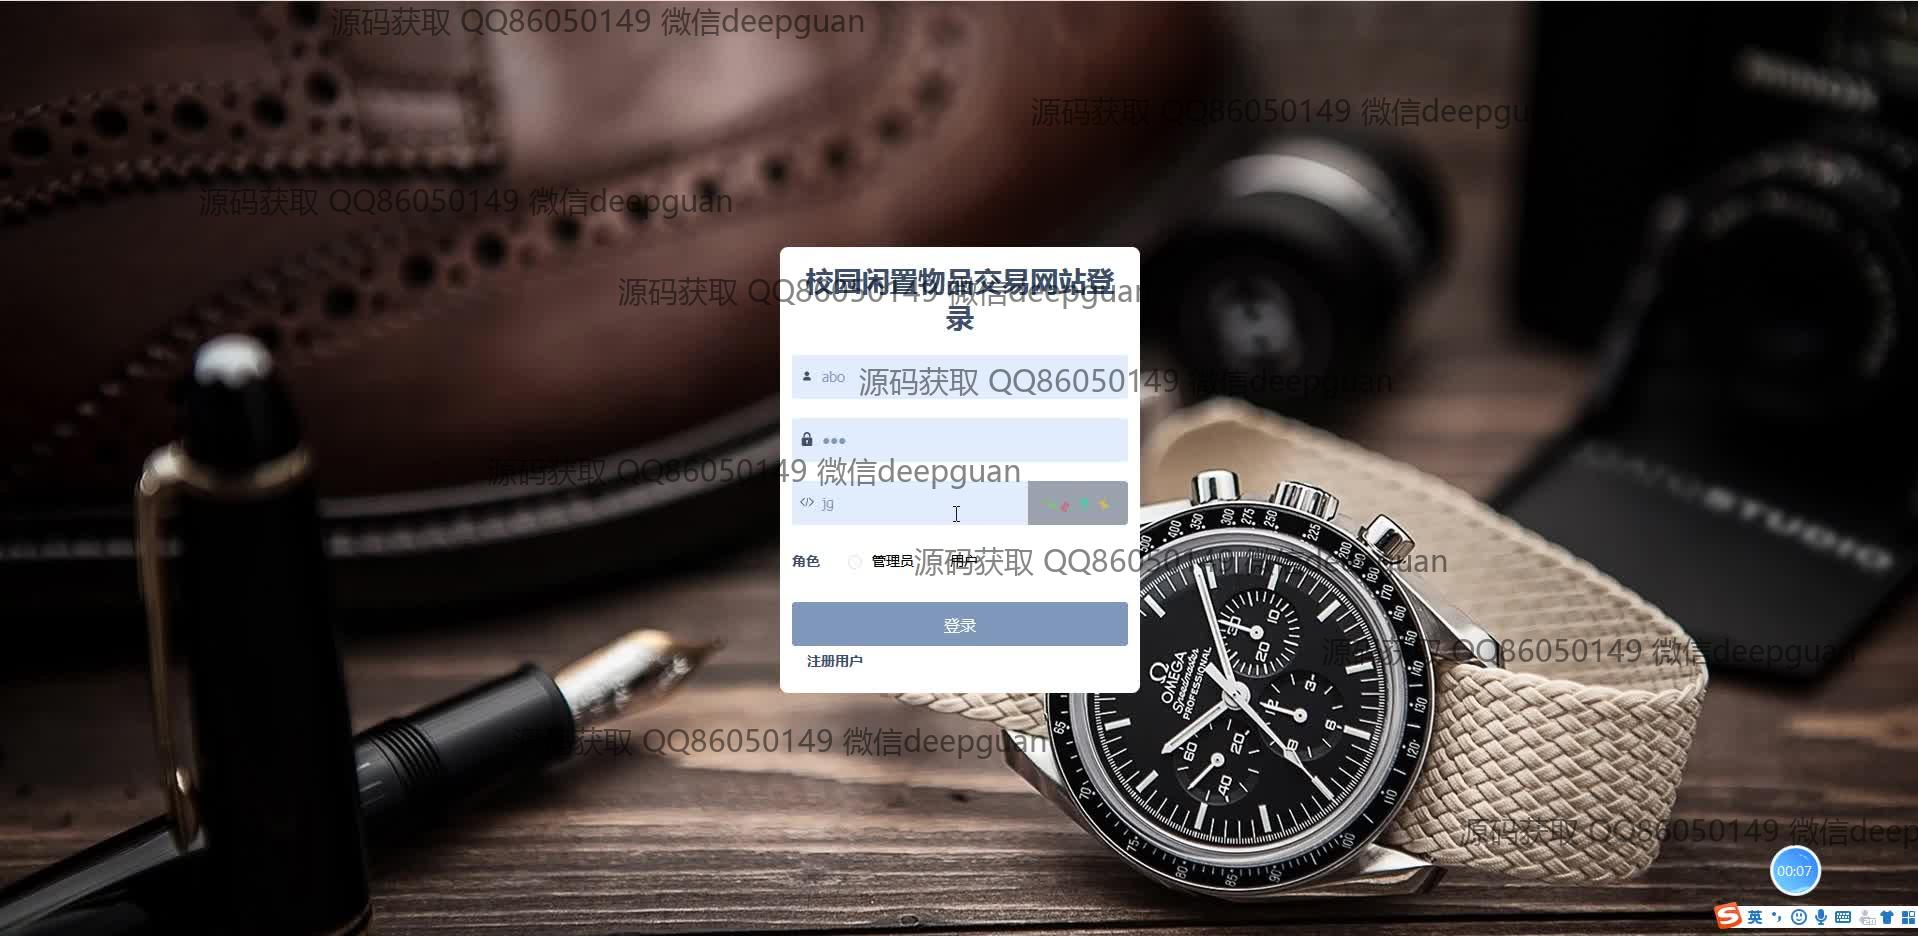 源码获取 QQ86050149 微信deepguan
源码获取 QQ86050149 微信deepgu
源码获取 QQ86050149 微信deepguan
校园闲置物品交易网站登
录
源码获取 QQ86050149 微信deepguan
abo
源码获取 QQ86050149 微信deepguan
源码获取 QQ86050149 微信deepguan
jg
角色 管理员 用户
源码获取 QQ86050149 微信deepguan
登录
注册用户
源码获取 QQ86050149 微信deepguan
源码获取 QQ86050149 微信deepguan
源码获取 QQ86050149 微信deep
STUDIO
Ω
OMEGA
Speedmaster
PROFESSIONAL
00:07
英